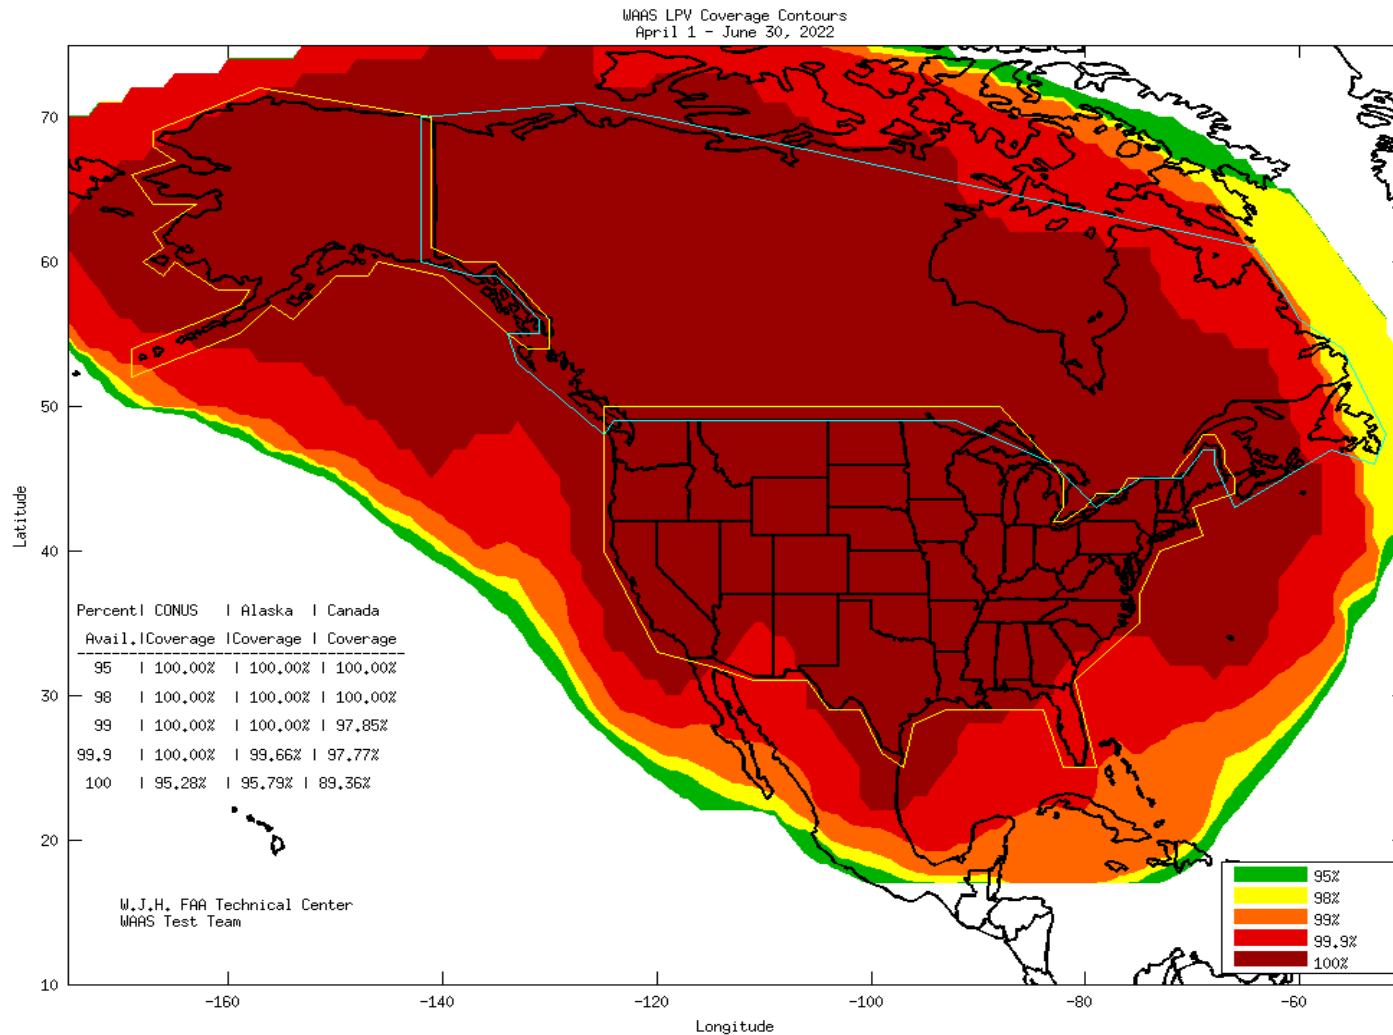 WAAS LPV Coverage Contours
April 1 - June 30, 2022
Latitude
70
60
50
40
30
20
10
Percent| CONUS | Alaska | Canada
Avail.|Coverage |Coverage | Coverage
95 | 100.00% | 100.00% | 100.00%
98 | 100.00% | 100.00% | 100.00%
99 | 100.00% | 100.00% | 97.85%
99.9 | 100.00% | 99.66% | 97.77%
100 | 95.28% | 95.79% | 89.36%
W.J.H. FAA Technical Center
WAAS Test Team
95%
98%
99%
99.9%
100%
-160 -140 -120 -100 -80 -60
Longitude